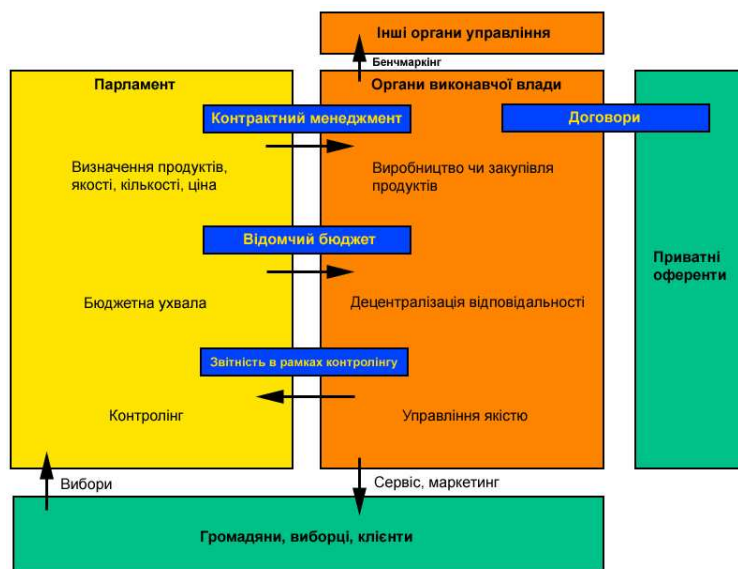 Інші органи управління
Бенчмаркінг
Парламент
Органи виконавчої влади
Контрактний менеджмент
Договори
Визначення продуктів,
якості, кількості, ціна
Виробництво чи закупівля
продуктів
Відомчий бюджет
Приватні
оференти
Бюджетна ухвала
Децентралізація відповідальності
Звітність в рамках контролінгу
Контролінг
Управління якістю
Вибори
Сервіс, маркетинг
Громадяни, виборці, клієнти